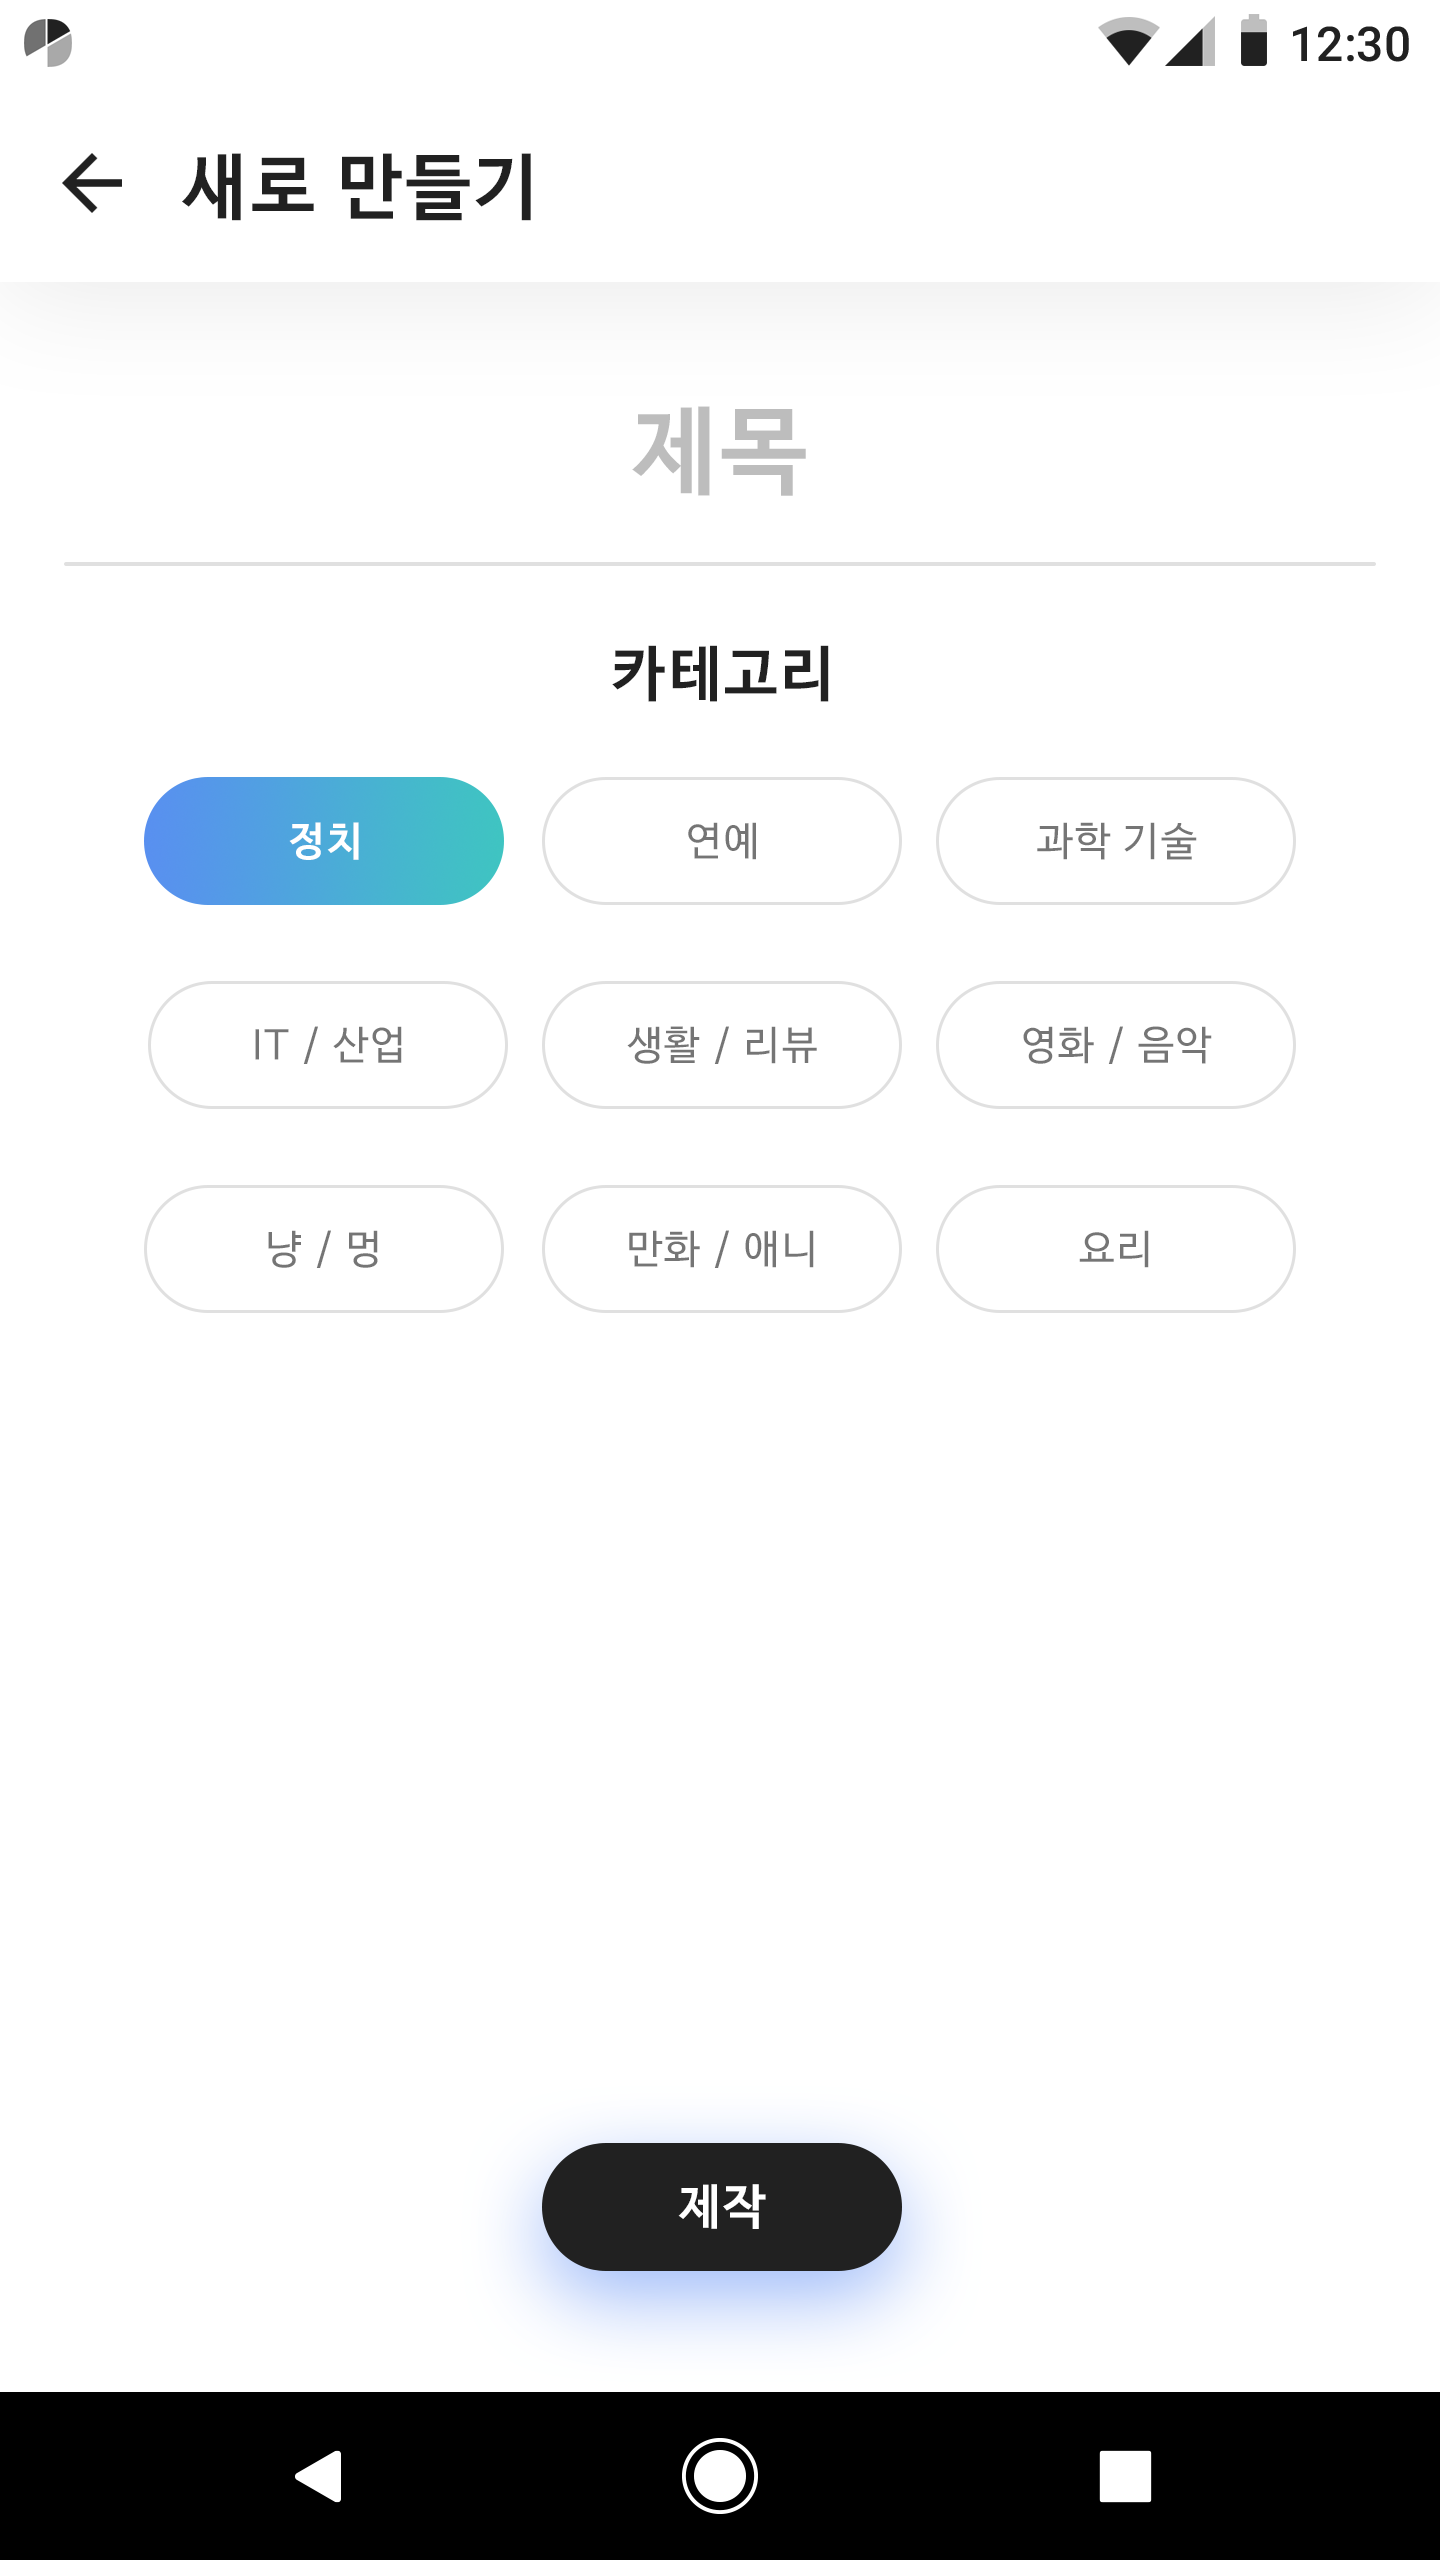 12:30
새로 만들기
제목
카테고리
정치
연예
과학 기술
IT / 산업
생활 / 리뷰
영화 / 음악
냥 / 멍
만화 / 애니
요리
제작